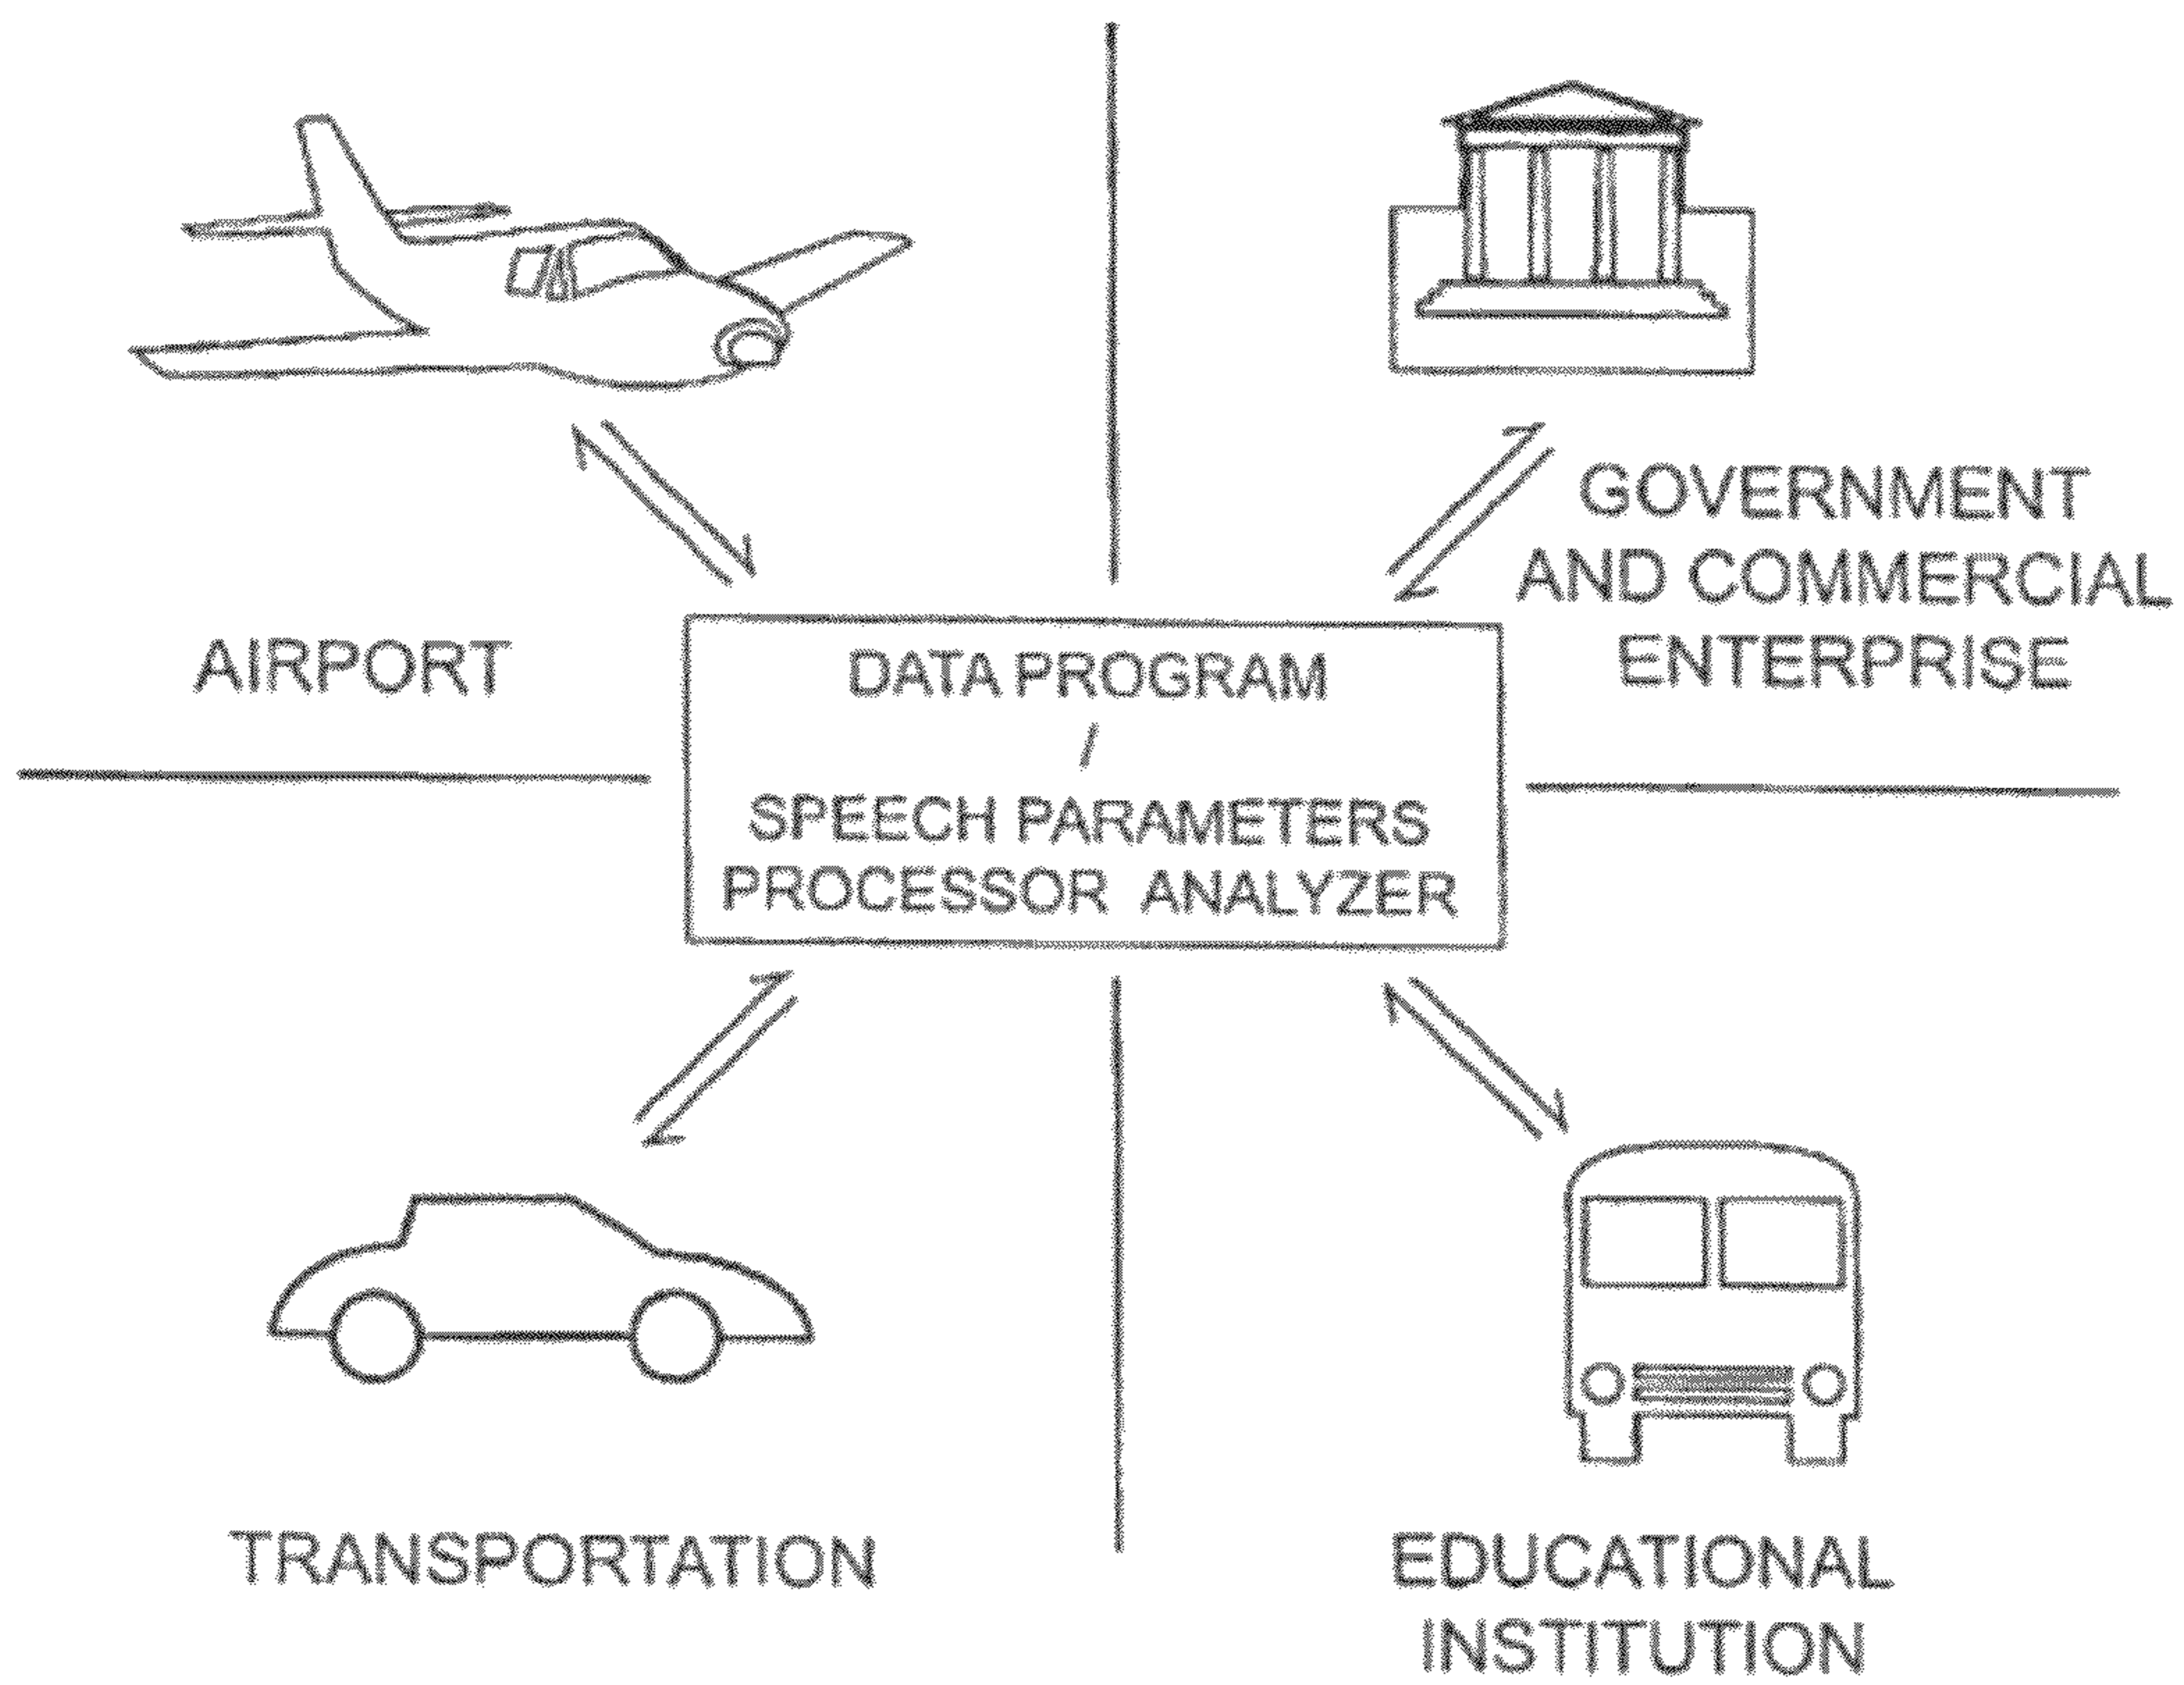 AIRPORT
GOVERNMENT
AND COMMERCIAL
ENTERPRISE
DATA PROGRAM
/
SPEECH PARAMETERS
PROCESSOR ANALYZER
TRANSPORTATION
EDUCATIONAL
INSTITUTION